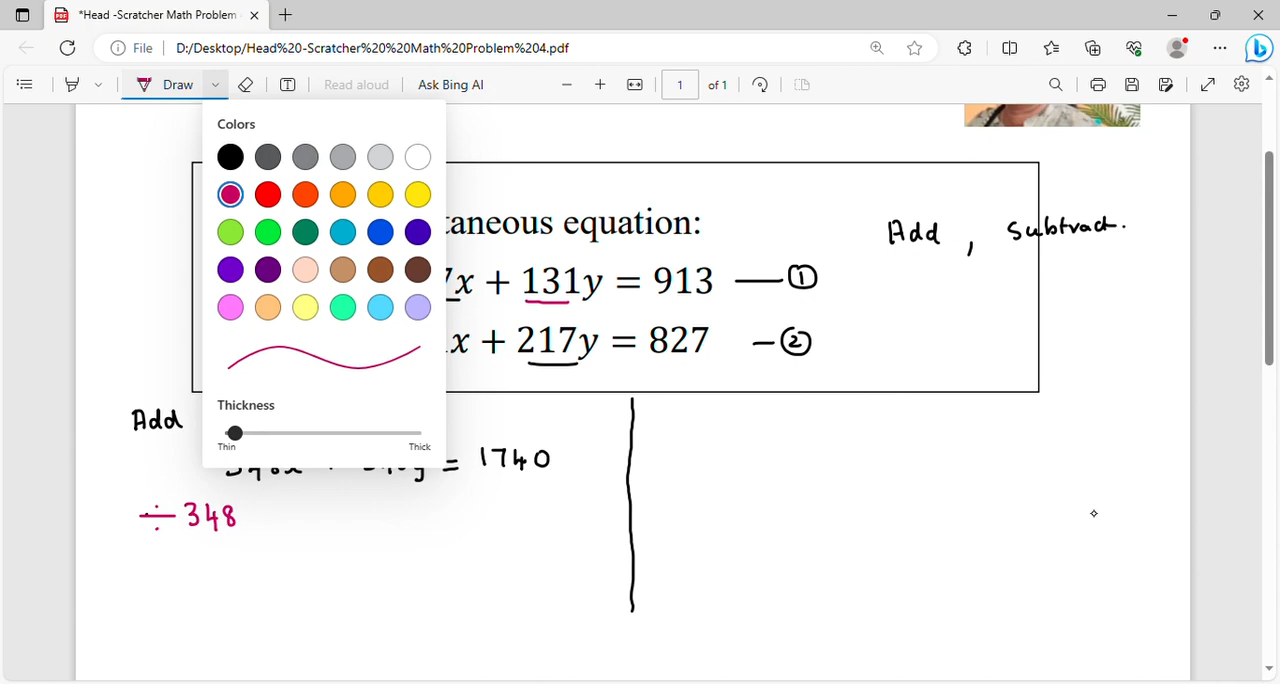 *Head -Scratcher Math Problem
File D:/Desktop/Head%20-Scratcher%20%20Math%20Problem%204.pdf
Draw Read aloud Ask Bing AI 1 of 1
Colors
taneous equation:
Add , Subtract.
7x + 131y = 913 — ①
x + 217y = 827 — ②
Thickness
Thin Thick
Add
= 1740
÷ 348